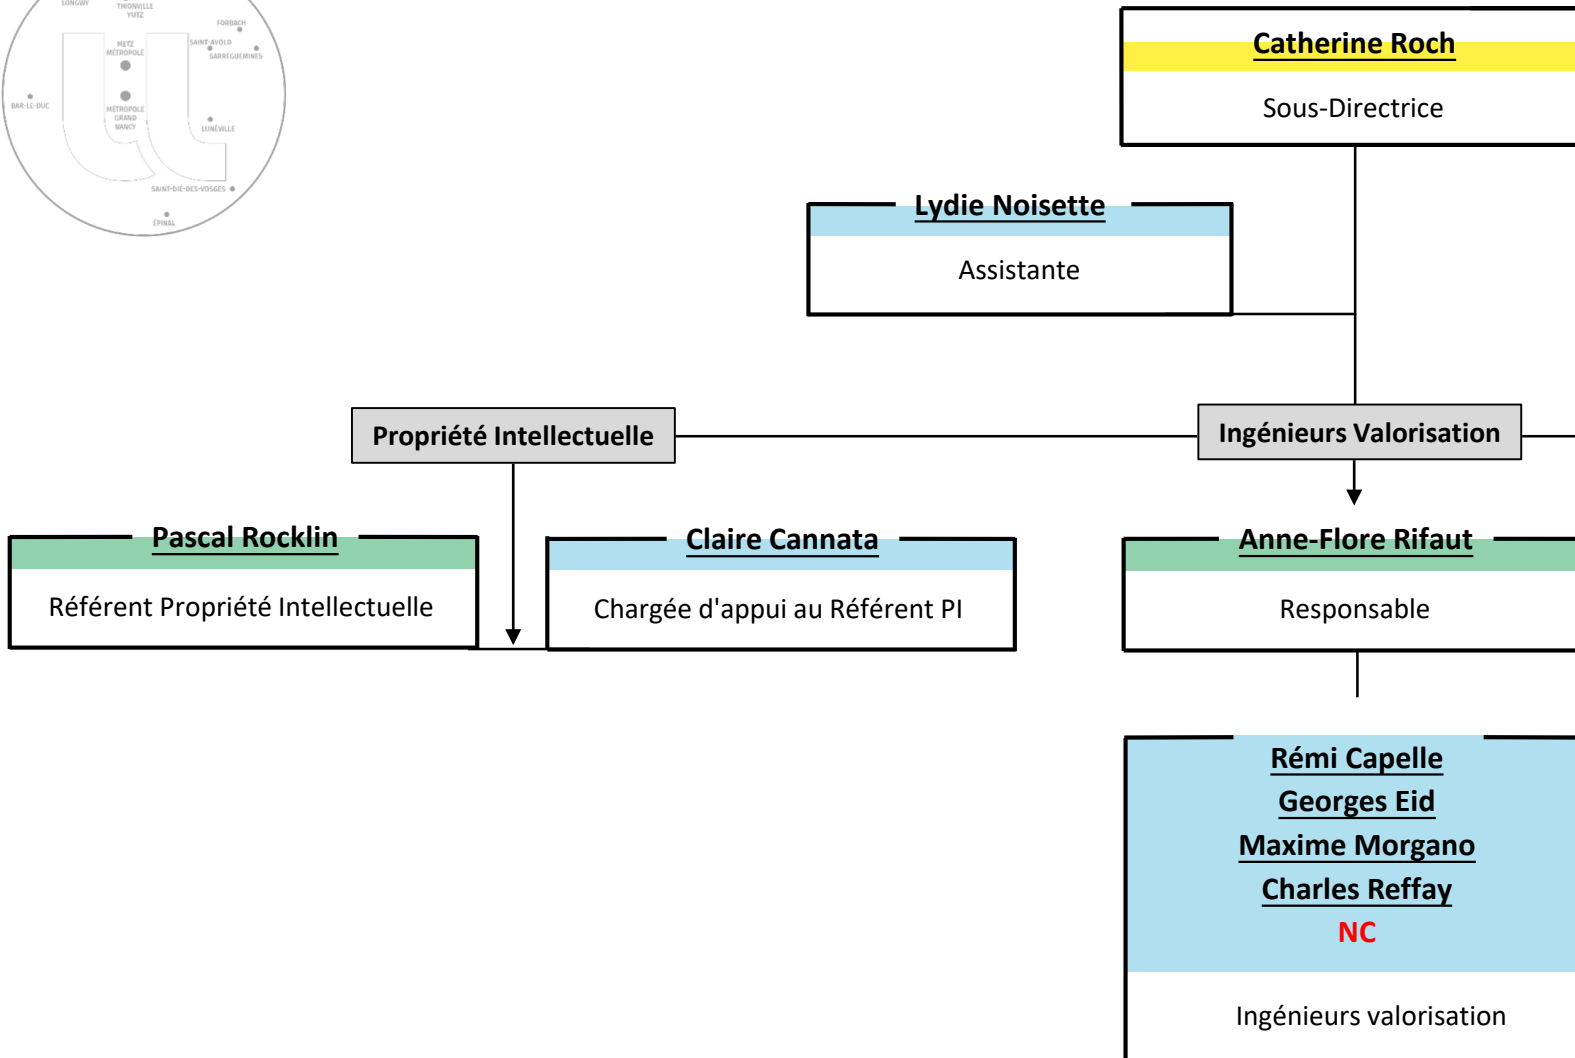 LONGWY
THIONVILLE
YUTZ
FORBACH
METZ
MÉTROPOLE
SAINT-AVOLD
SARREGUEMINES
BAR-LE-DUC
MÉTROPOLE
GRAND
NANCY
LUNÉVILLE
SAINT-DIÉ-DES-VOSGES
ÉPINAL
Catherine Roch
Sous-Directrice
Lydie Noisette
Assistante
Propriété Intellectuelle
Ingénieurs Valorisation
Pascal Rocklin
Référent Propriété Intellectuelle
Claire Cannata
Chargée d'appui au Référent PI
Anne-Flore Rifaut
Responsable
Rémi Capelle
Georges Eid
Maxime Morgano
Charles Reffay
NC
Ingénieurs valorisation